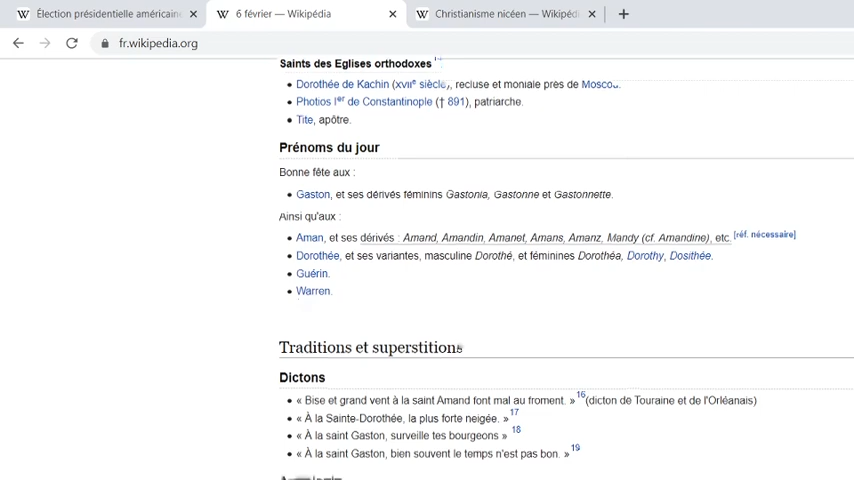 Élection présidentielle américaine
6 février — Wikipédia
Christianisme nicéen — Wikipédi
fr.wikipedia.org
Saints des Eglises orthodoxes
Dorothée de Kachin (XVIIe siècle), recluse et moniale près de Moscou.
Photios Ier de Constantinople († 891), patriarche.
Tite, apôtre.
Prénoms du jour
Bonne fête aux :
Gaston, et ses dérivés féminins Gastonia, Gastonne et Gastonnette.
Ainsi qu'aux :
Aman, et ses dérivés : Amand, Amandin, Amanet, Amans, Amanz, Mandy (cf. Amandine), etc.[réf. nécessaire]
Dorothée, et ses variantes, masculine Dorothé, et féminines Dorothéa, Dorothy, Dosithée.
Guérin.
Warren.
Traditions et superstitions
Dictons
« Bise et grand vent à la saint Amand font mal au froment. »16(dicton de Touraine et de l'Orléanais)
« À la Sainte-Dorothée, la plus forte neigée. »17
« À la saint Gaston, surveille tes bourgeons » 18
« À la saint Gaston, bien souvent le temps n'est pas bon. »19